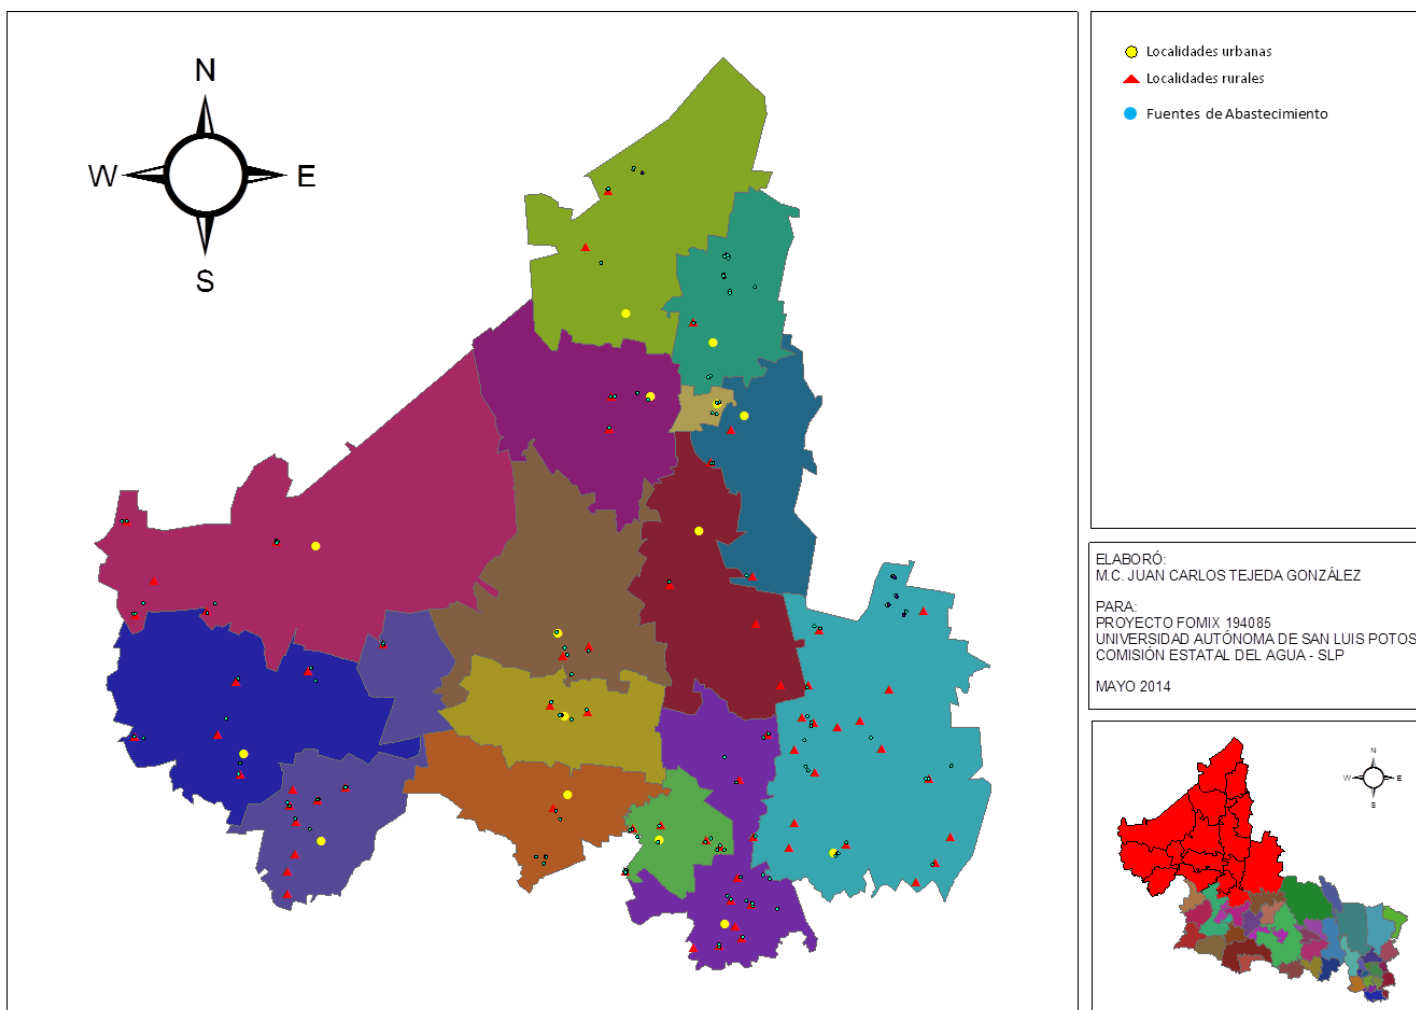 N
W
E
S
Localidades urbanas
Localidades rurales
Fuentes de Abastecimiento
ELABORÓ:
M.C. JUAN CARLOS TEJEDA GONZÁLEZ
PARA:
PROYECTO FOMIX 194085
UNIVERSIDAD AUTÓNOMA DE SAN LUIS POTOS
COMISIÓN ESTATAL DEL AGUA - SLP
MAYO 2014
N
W
E
S